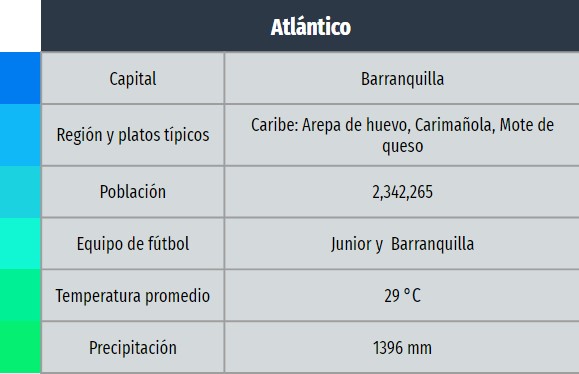 Atlántico
Capital
Barranquilla
Región y platos típicos
Caribe: Arepa de huevo, Carimañola, Mote de
queso
Población
2,342,265
Equipo de fútbol
Junior y Barranquilla
Temperatura promedio
29 °C
Precipitación
1396 mm